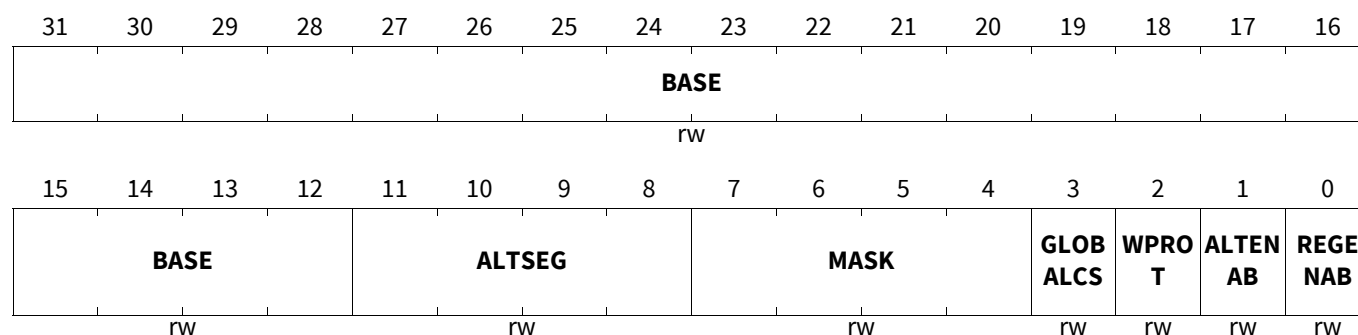 31 30 29 28 27 26 25 24 23 22 21 20 19 18 17 16
BASE
rw
15 14 13 12 11 10 9 8 7 6 5 4 3 2 1 0
BASE ALTSEG MASK GLOB WPRO ALTEN REGE
ALCS T AB NAB
rw rw rw rw rw rw rw